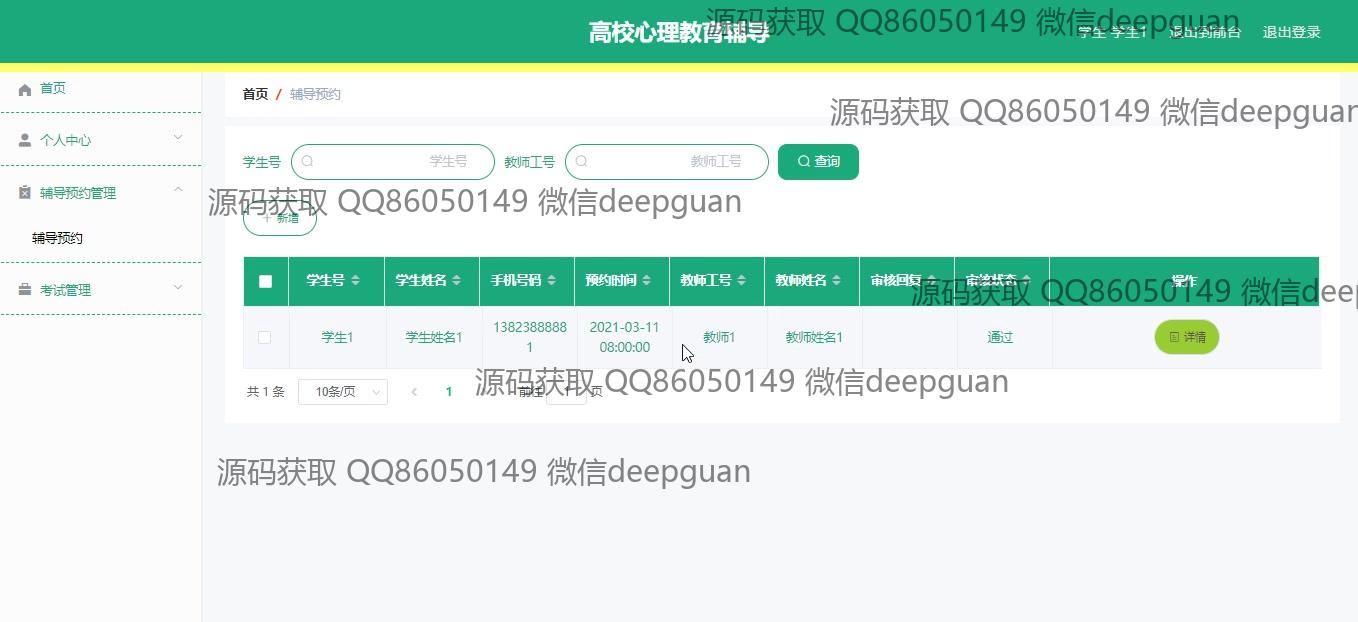 高校心理教育辅导
学生 学生1 退出到前台 退出登录
源码获取 QQ86050149 微信deepguan
首页
个人中心
辅导预约管理
辅导预约
考试管理
首页 / 辅导预约
源码获取 QQ86050149 微信deepguan
学生号 学生号 教师工号 教师工号 查询
源码获取 QQ86050149 微信deepguan
+ 新增
学生号 学生姓名 手机号码 预约时间 教师工号 教师姓名 审核回复 审核状态 操作
源码获取 QQ86050149 微信deep
学生1 学生姓名1 13823888881 2021-03-11 08:00:00 教师1 教师姓名1 通过 详情
共 1 条 10条/页 1 前往 1 页
源码获取 QQ86050149 微信deepguan
源码获取 QQ86050149 微信deepguan